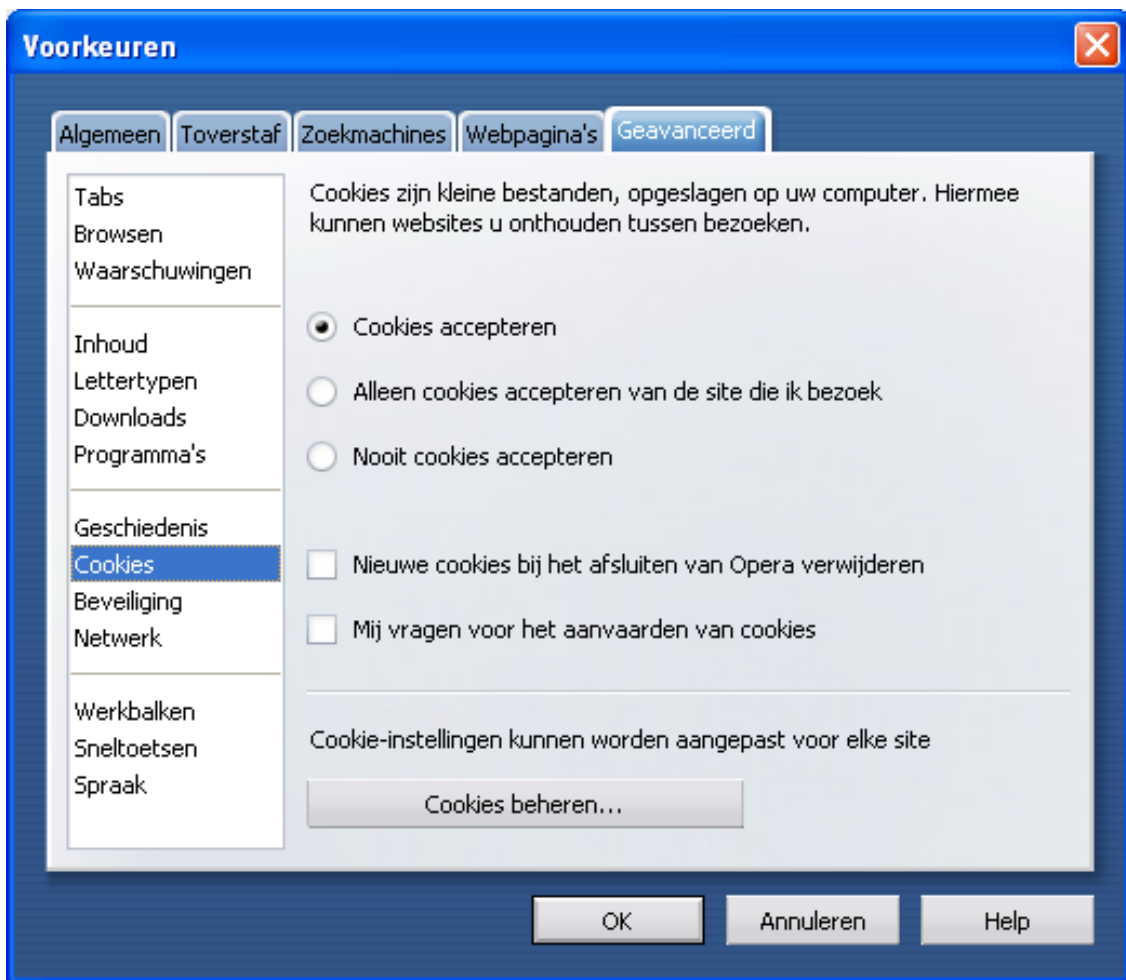 Voorkeuren
Algemeen
Toverstaf
Zoekmachines
Webpagina's
Geavanceerd
Tabs
Browsen
Waarschuwingen
Inhoud
Lettertypen
Downloads
Programma's
Geschiedenis
Cookies
Beveiliging
Netwerk
Werkbalken
Sneltoetsen
Spraak
Cookies zijn kleine bestanden, opgeslagen op uw computer. Hiermee
kunnen websites u onthouden tussen bezoeken.
Cookies accepteren
Alleen cookies accepteren van de site die ik bezoek
Nooit cookies accepteren
Nieuwe cookies bij het afsluiten van Opera verwijderen
Mij vragen voor het aanvaarden van cookies
Cookie-instellingen kunnen worden aangepast voor elke site
Cookies beheren...
OK
Annuleren
Help